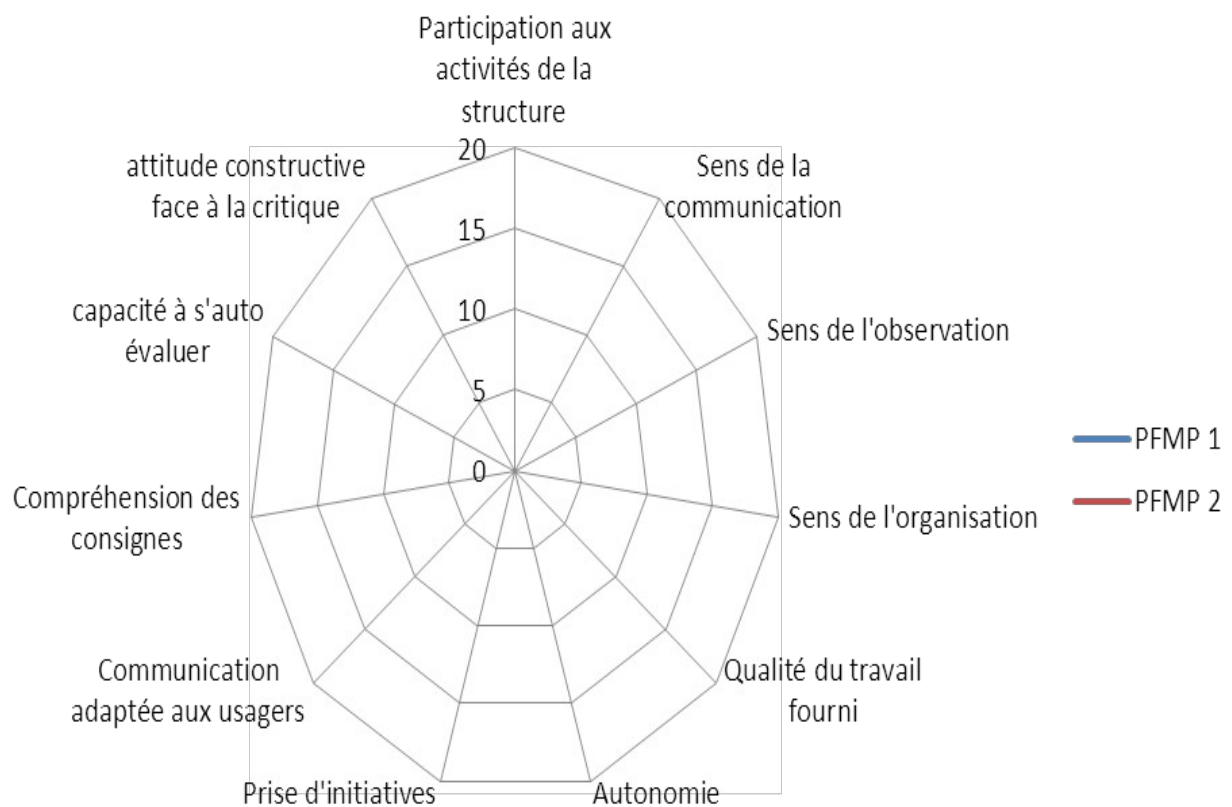 Participation aux
activités de la
structure
20
15
10
5
0
Sens de la
communication
Sens de l'observation
Sens de l'organisation
Qualité du travail
fourni
Autonomie
Prise d'initiatives
Communication
adaptée aux usagers
Compréhension des
consignes
capacité à s'auto
évaluer
attitude constructive
face à la critique
PFMP 1
PFMP 2